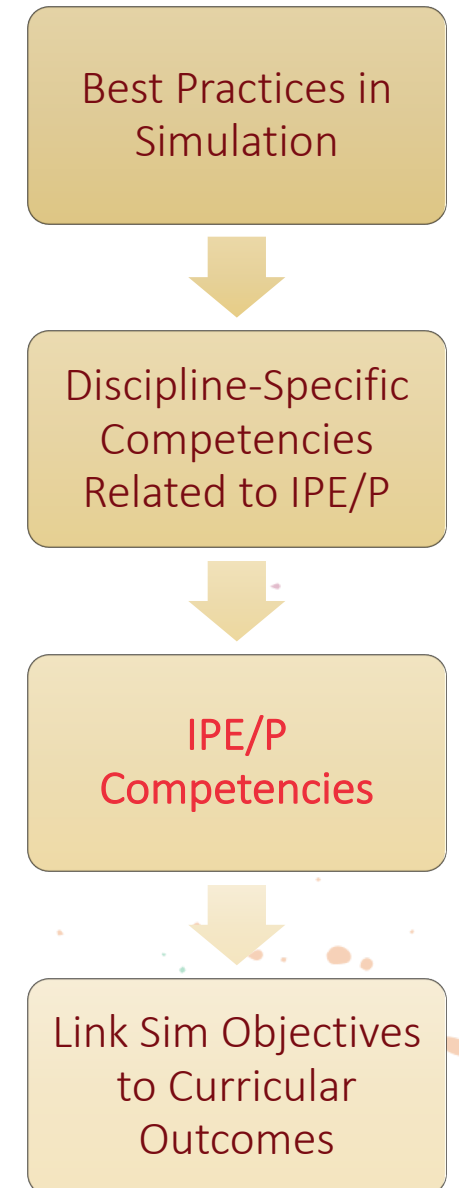 Best Practices in
Simulation
Discipline-Specific
Competencies
Related to IPE/P
IPE/P
Competencies
Link Sim Objectives
to Curricular
Outcomes